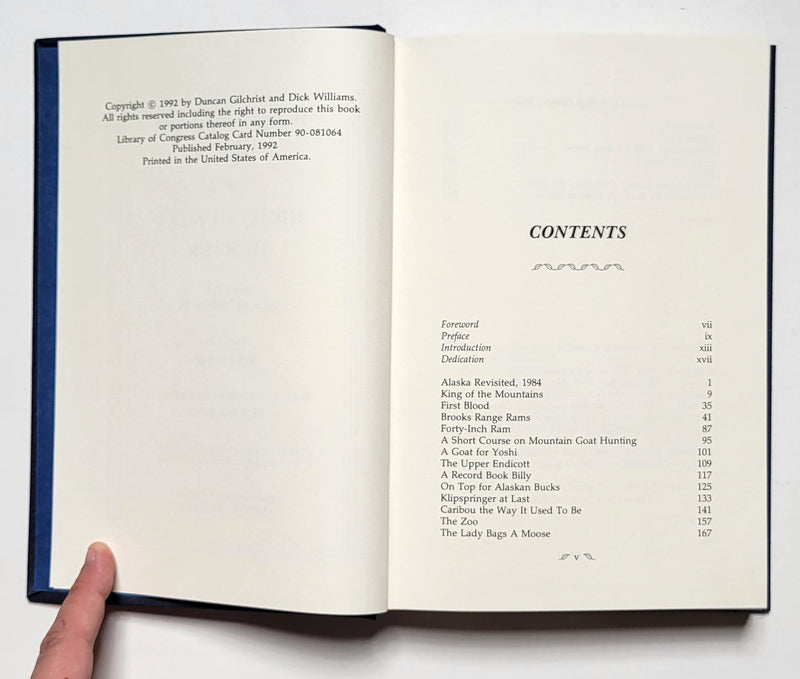 Copyright © 1992 by Duncan Gilchrist and Dick Williams.
All rights reserved including the right to reproduce this book
or portions thereof in any form.
Library of Congress Catalog Card Number 90-081064
Published February, 1992
Printed in the United States of America.
CONTENTS
Foreword vii
Preface ix
Introduction xiii
Dedication xvii
Alaska Revisited, 1984 1
King of the Mountains 9
First Blood 35
Brooks Range Rams 41
Forty-Inch Ram 87
A Short Course on Mountain Goat Hunting 95
A Goat for Yoshi 101
The Upper Endicott 109
A Record Book Billy 117
On Top for Alaskan Bucks 125
Klipspringer at Last 133
Caribou the Way It Used To Be 141
The Zoo 157
The Lady Bags A Moose 167
v